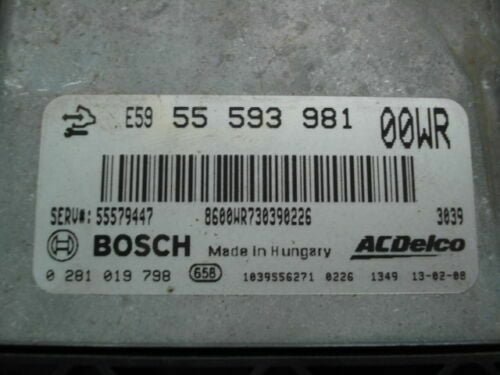 E59 55 593 981 00WR
SERV#: 55579447 8600WR730390226 3039
BOSCH Made in Hungary ACDelco
0 281 019 798 658 1039S56271 0226 1349 13-02-08